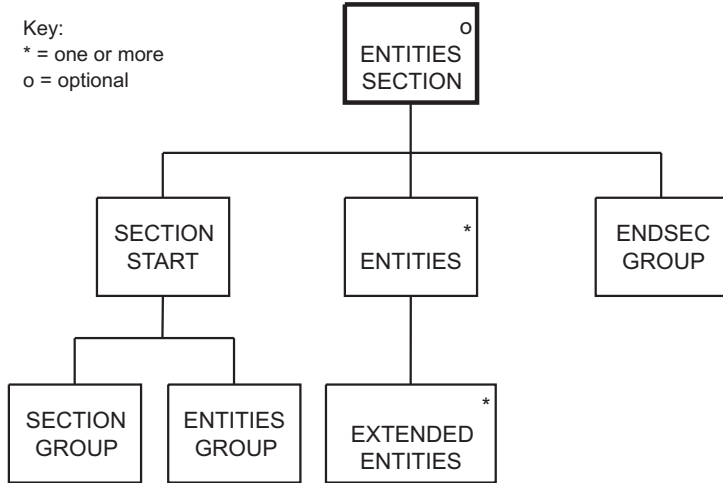 Key:
* = one or more
o = optional
o
ENTITIES
SECTION
SECTION
START
*
ENTITIES
ENDSEC
GROUP
SECTION
GROUP
ENTITIES
GROUP
*
EXTENDED
ENTITIES